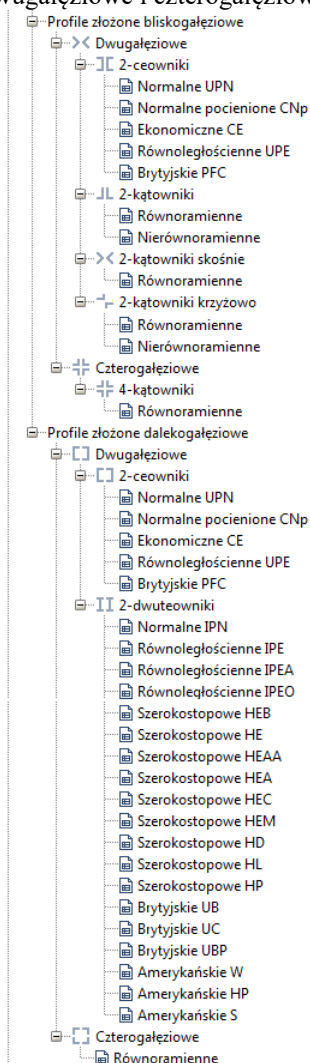 Profile złożone bliskogałęziowe
Dwugałęziowe
2-ceowniki
Normalne UPN
Normalne pocienione CNp
Ekonomiczne CE
Równoległościenne UPE
Brytyjskie PFC
2-kątowniki
Równoramienne
Nierównoramienne
2-kątowniki skośnie
Równoramienne
2-kątowniki krzyżowo
Równoramienne
Nierównoramienne
Czterogałęziowe
4-kątowniki
Równoramienne
Profile złożone dalekogałęziowe
Dwugałęziowe
2-ceowniki
Normalne UPN
Normalne pocienione CNp
Ekonomiczne CE
Równoległościenne UPE
Brytyjskie PFC
2-dwuteowniki
Normalne IPN
Równoległościenne IPE
Równoległościenne IPEA
Równoległościenne IPEO
Szerokostopowe HEB
Szerokostopowe HE
Szerokostopowe HEAA
Szerokostopowe HEA
Szerokostopowe HEC
Szerokostopowe HEM
Szerokostopowe HD
Szerokostopowe HL
Szerokostopowe HP
Brytyjskie UB
Brytyjskie UC
Brytyjskie UBP
Amerykańskie W
Amerykańskie HP
Amerykańskie S
Czterogałęziowe
Równoramienne